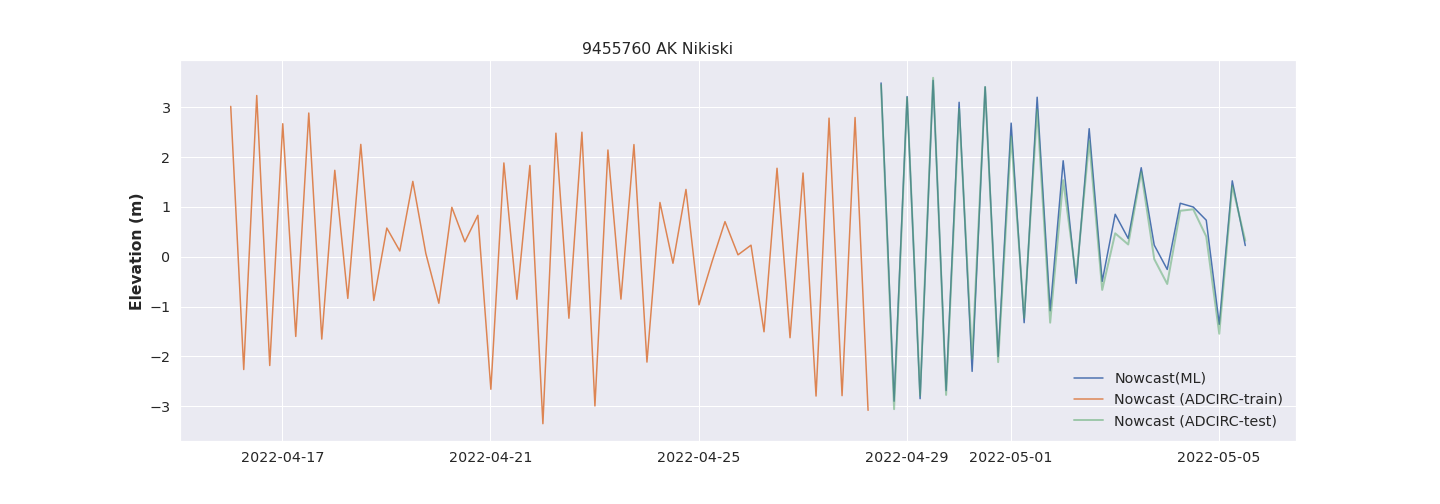 9455760 AK Nikiski
Elevation (m)
3
2
1
0
−1
−2
−3
2022-04-17
2022-04-21
2022-04-25
2022-04-29
2022-05-01
2022-05-05
Nowcast(ML)
Nowcast (ADCIRC-train)
Nowcast (ADCIRC-test)